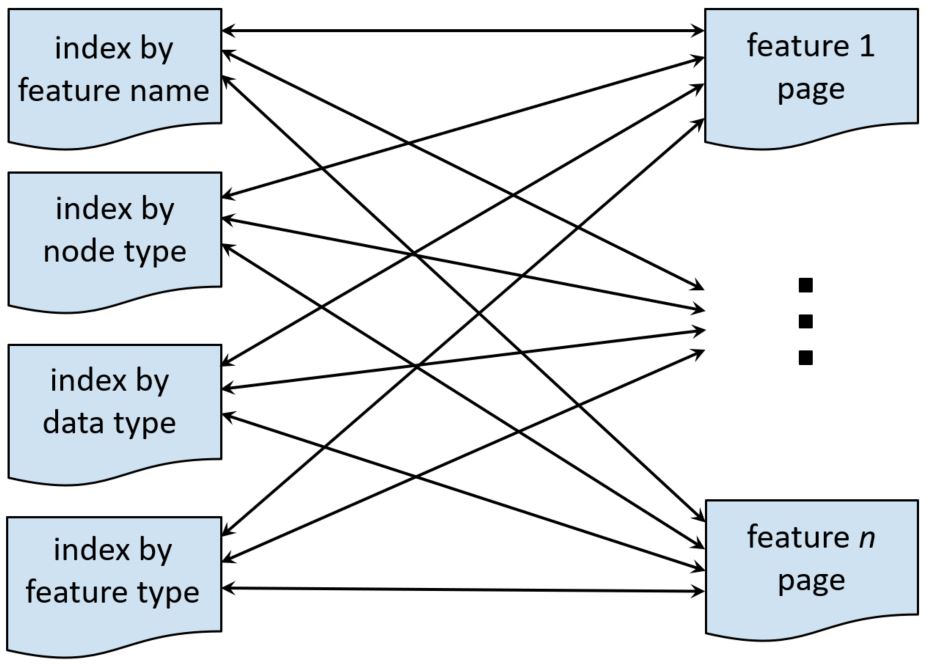 index by
feature name
feature 1
page
index by
node type
index by
data type
index by
feature type
feature n
page